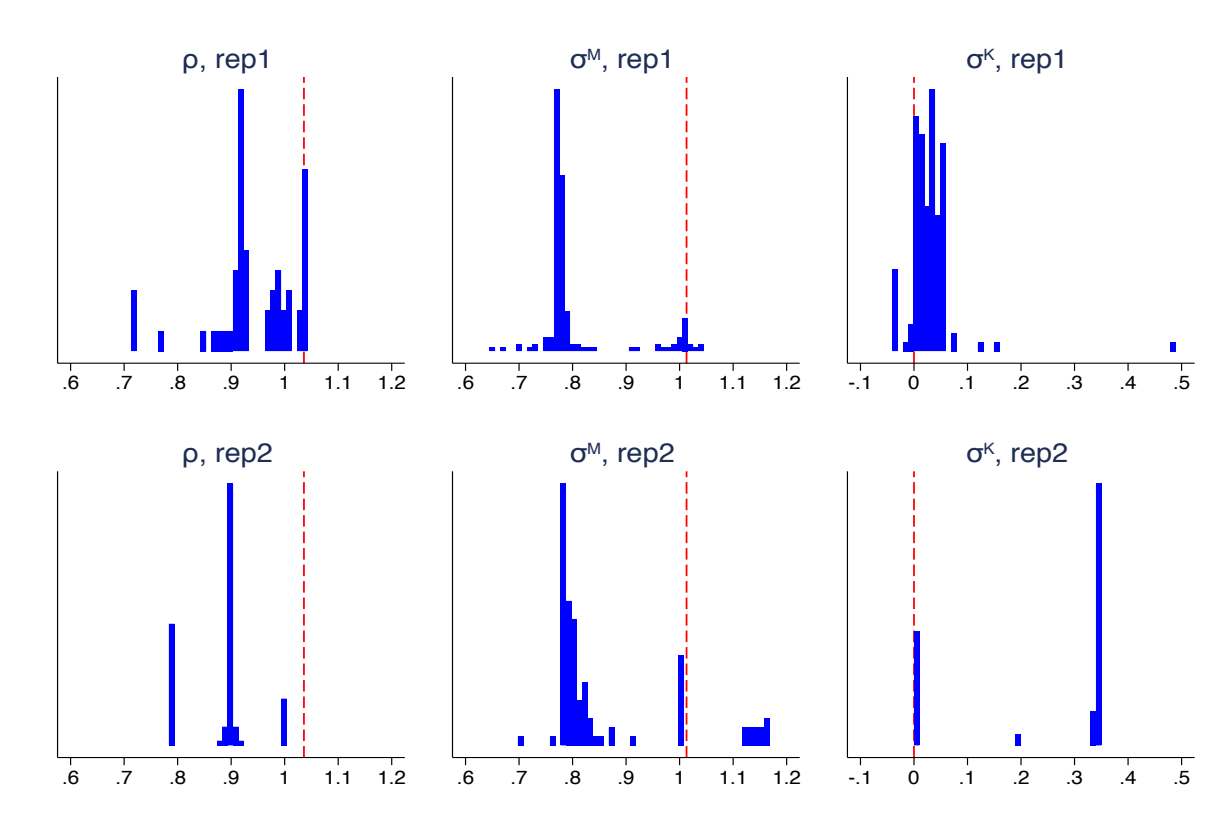 ρ, rep1
σᴹ, rep1
σᴷ, rep1
.6 .7 .8 .9 1 1.1 1.2
.6 .7 .8 .9 1 1.1 1.2
-.1 0 .1 .2 .3 .4 .5
ρ, rep2
σᴹ, rep2
σᴷ, rep2
.6 .7 .8 .9 1 1.1 1.2
.6 .7 .8 .9 1 1.1 1.2
-.1 0 .1 .2 .3 .4 .5